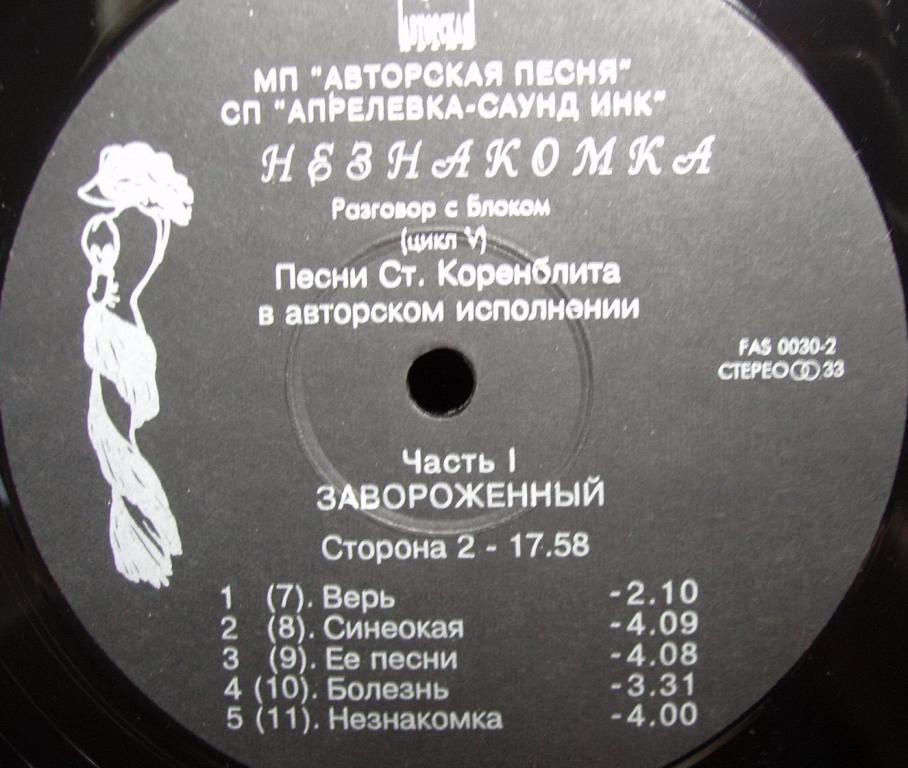 АВТОРСКАЯ
МП "АВТОРСКАЯ ПЕСНЯ"
СП "АПРЕЛЕВКА-САУНД ИНК"
НЕЗНАКОМКА
Разговор с Блоком
(цикл V)
Песни Ст. Коренблита
в авторском исполнении
FAS 0030-2
СТЕРЕО 33
Часть I
ЗАВОРОЖЕННЫЙ
Сторона 2 - 17.58
1 (7). Верь -2.10
2 (8). Синеокая -4.09
3 (9). Ее песни -4.08
4 (10). Болезнь -3.31
5 (11). Незнакомка -4.00